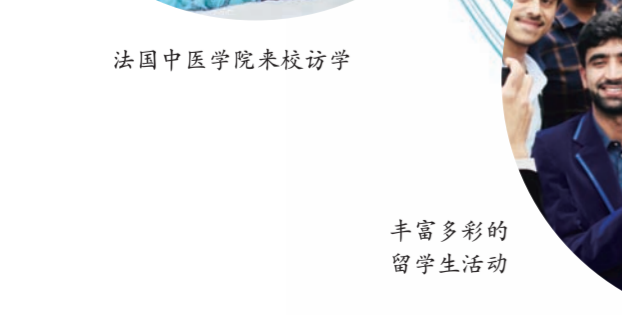 法国中医学院来校访学
丰富多彩的
留学生活动